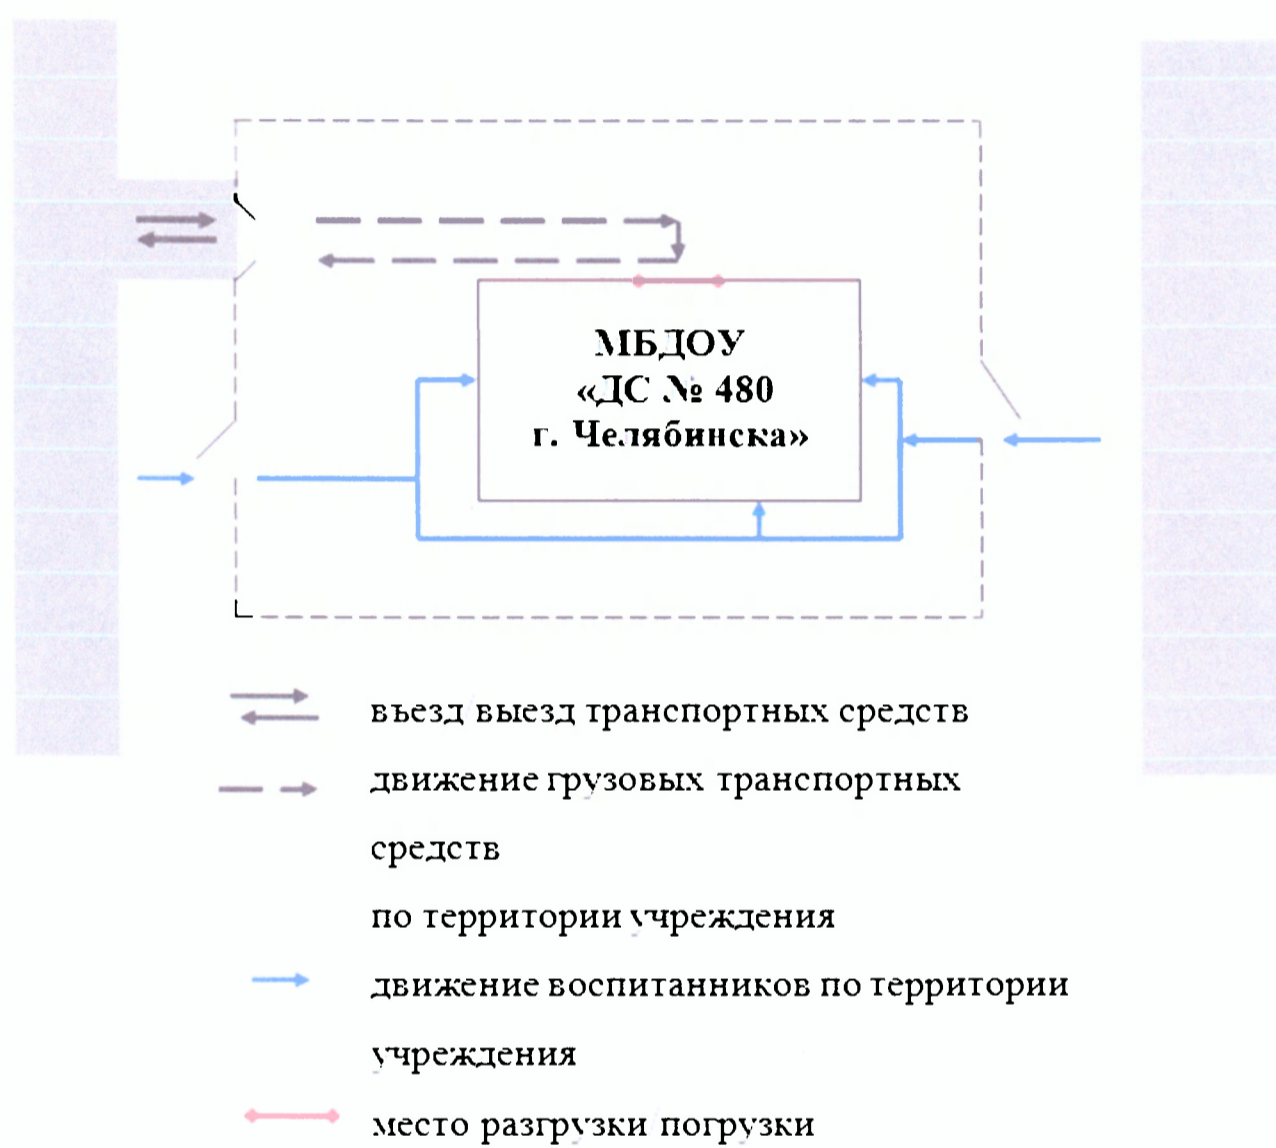 МБДОУ
«ДС № 480
г. Челябинска»
въезд выезд транспортных средств
движение грузовых транспортных
средств
по территории учреждения
движение воспитанников по территории
учреждения
место разгрузки погрузки